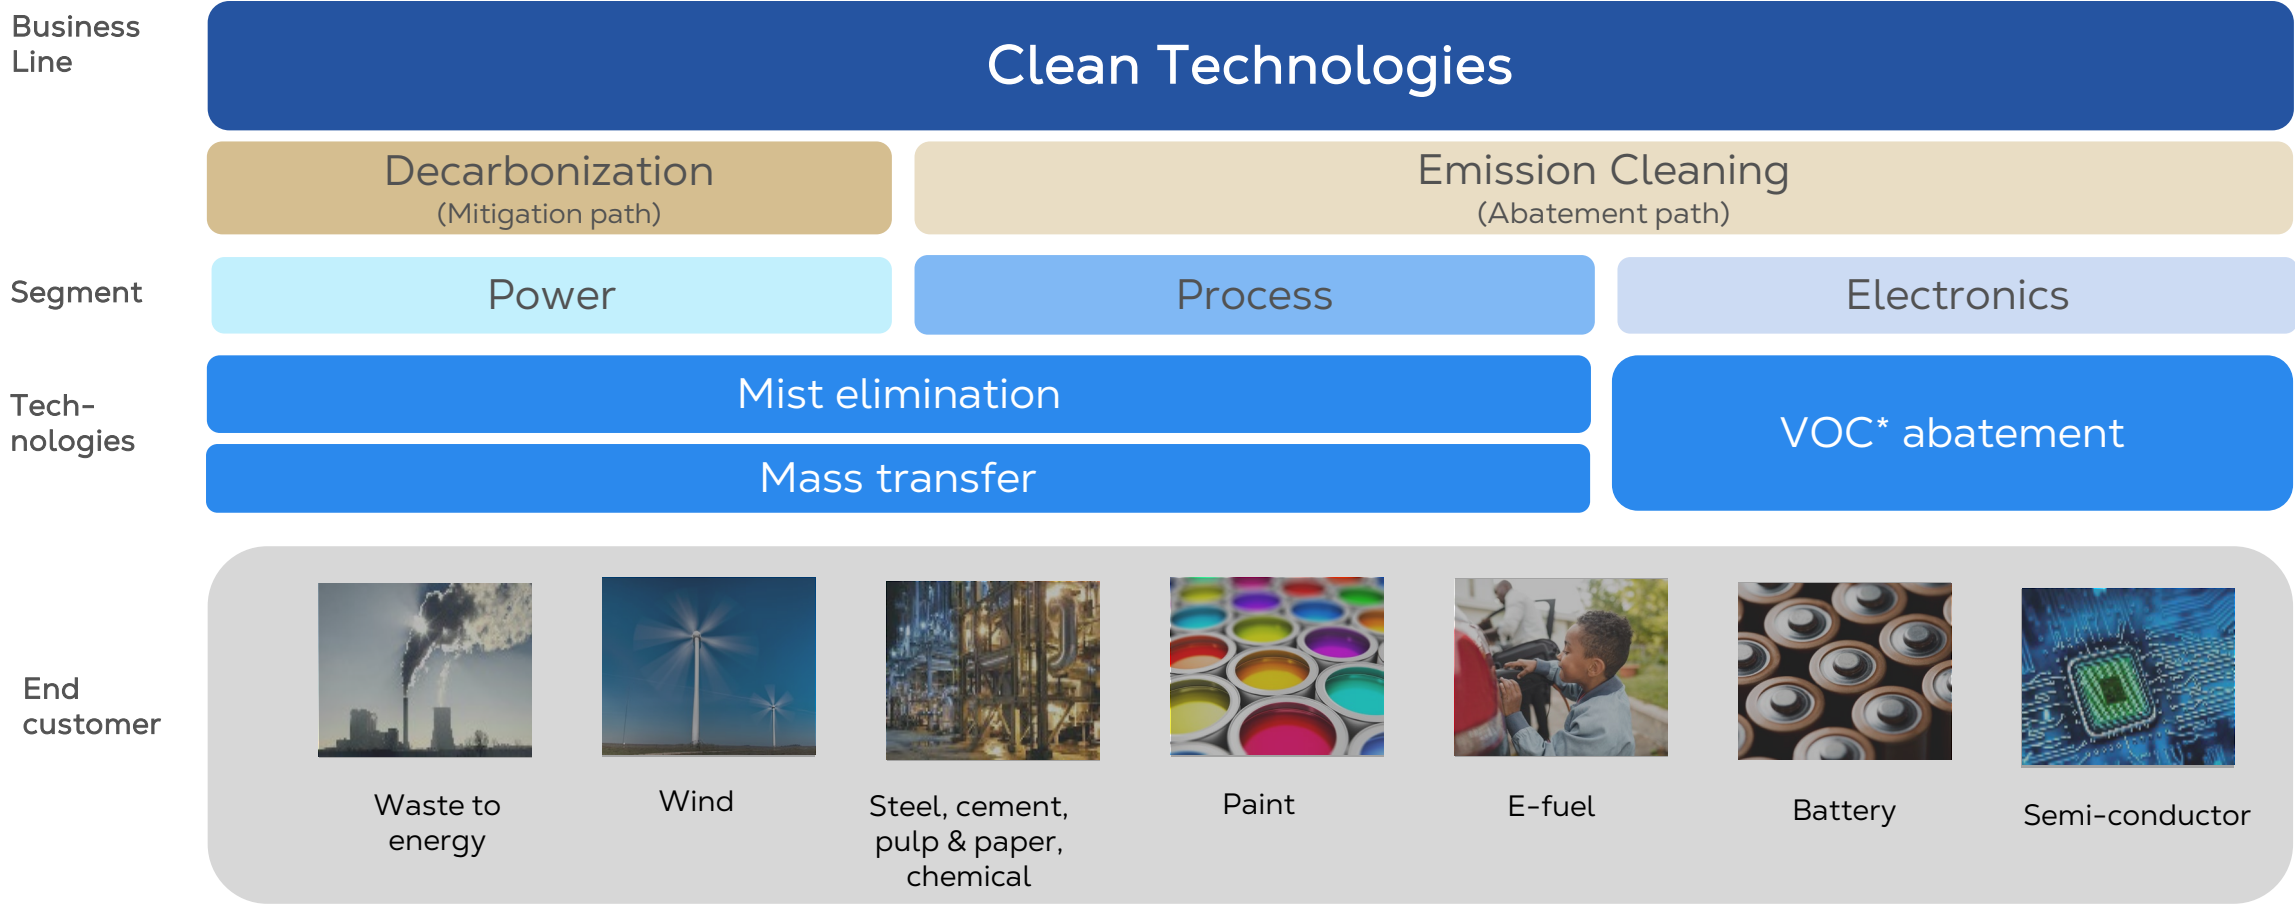 Business
Line
Clean Technologies
Decarbonization
(Mitigation path)
Emission Cleaning
(Abatement path)
Segment
Power
Process
Electronics
Tech-
nologies
Mist elimination
Mass transfer
VOC* abatement
End
customer
Waste to
energy
Wind
Steel, cement,
pulp & paper,
chemical
Paint
E-fuel
Battery
Semi-conductor